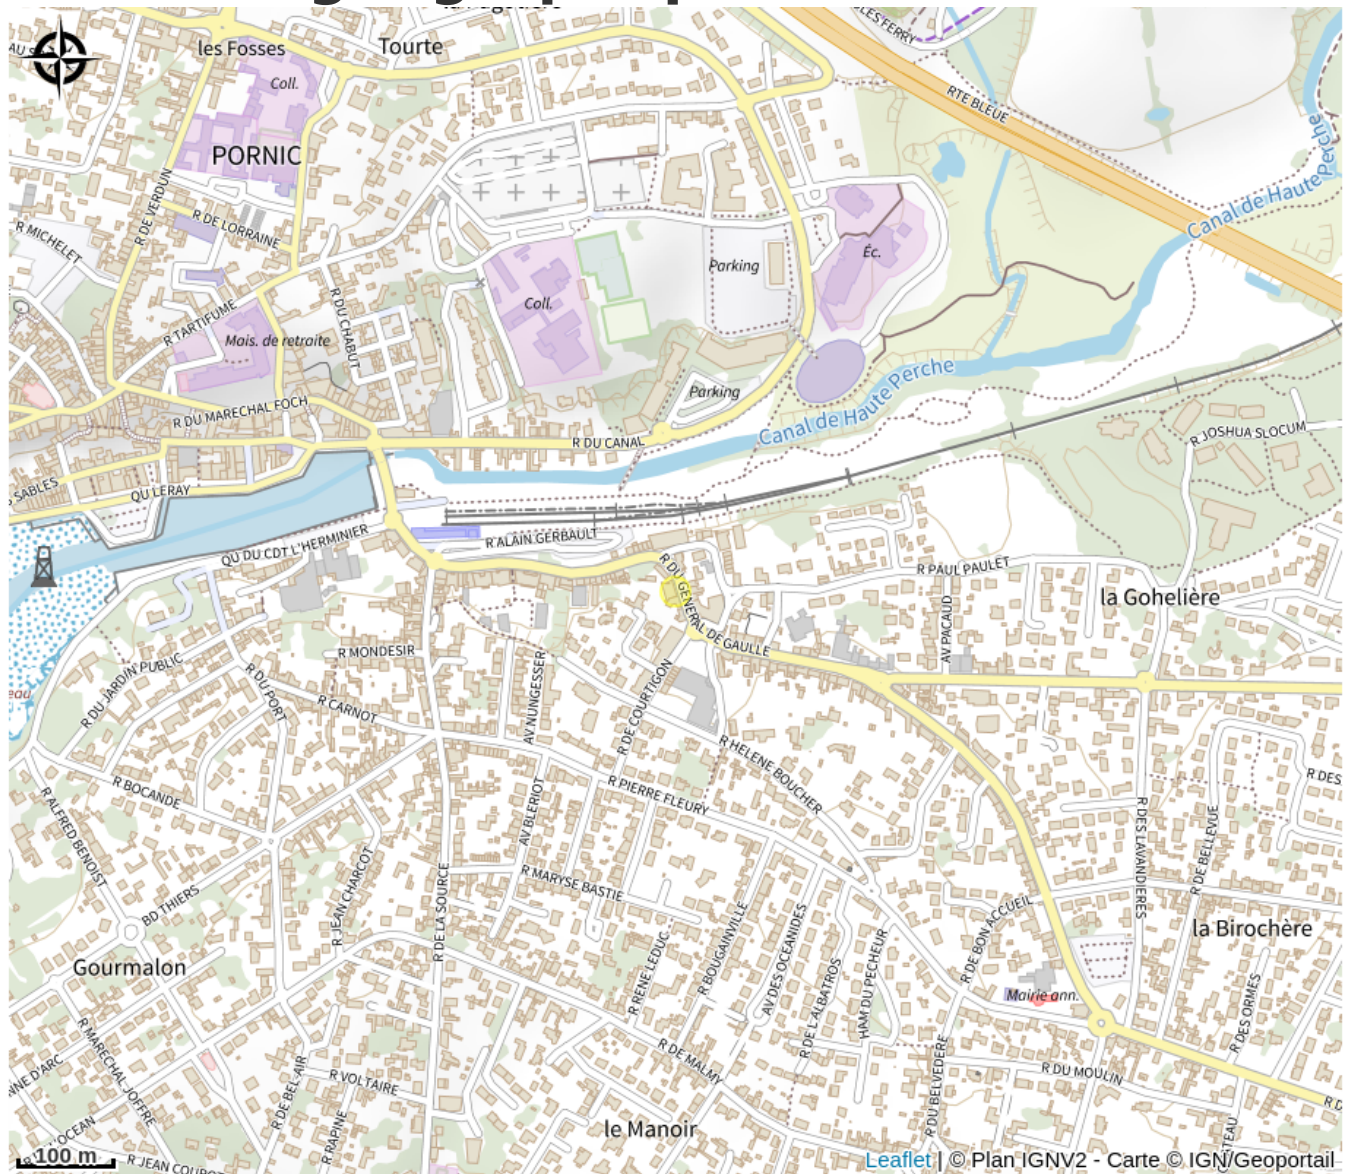 les Fosses
Tourte
Coll.
RTE BLEUE
PORNIC
Canal de Haute Perche
R DE VERDUN
R DE LORRAINE
R MICHELET
Éc.
Parking
Coll.
R TARTIFUME
R DU CHABUT
Mais. de retraite
Canal de Haute Perche
Parking
R DU MARECHAL FOCH
R DU CANAL
R JOSHUA SLOCUM
SABLES
QU LERAY
QU DU CDT L'HERMINIER
R ALAIN GERBAULT
R PAUL PAULET
la Gohelière
R DU GENERAL DE GAULLE
AV PACAUD
R MONDESIR
R DU JARDIN PUBLIC
R DU PORT
R CARNOT
AV NUNGESSER
R DE COURTIGON
R HELENE BOUCHER
R PIERRE FLEURY
R BOCANDE
R ALFRED BENOIST
AV BLERIOT
R DES
R DES LAVANDIERES
R DE BELLEVUE
R JEAN CHARCOT
R DE LA SOURCE
R MARYSE BASTIE
BD THIERS
R DE BON ACCUEIL
la Birochère
Gourmalon
R RENE LEDUC
R BOUGAINVILLE
AV DES OCEANIDES
R DE L'ALBATROS
HAM DU PECHEUR
Mairie ann.
R DES ORMES
R MARECHAL JOFFRE
R DE BEL-AIR
R VOLTAIRE
R DE MALMY
R DU BELVEDERE
R DU MOULIN
R RAPINE
le Manoir
100 m
Leaflet | © Plan IGNV2 - Carte © IGN/Geoportail